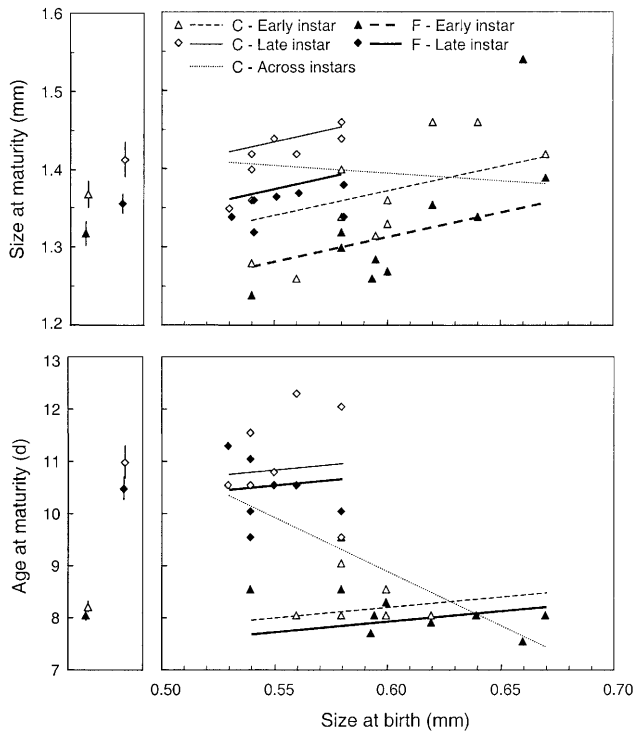 1.6
1.5
1.4
1.3
1.2
Size at maturity (mm)
C - Early instar
F - Early instar
C - Late instar
F - Late instar
C - Across instars
13
12
11
10
9
8
7
Age at maturity (d)
0.50
0.55
0.60
0.65
0.70
Size at birth (mm)